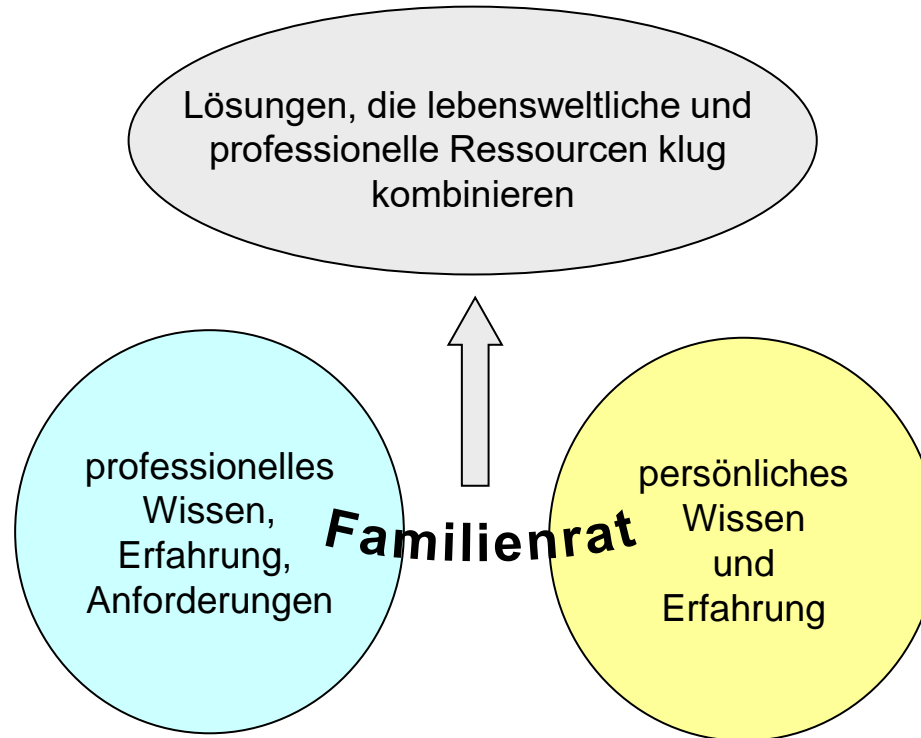 Lösungen, die lebensweltliche und
professionelle Ressourcen klug
kombinieren
professionelles
Wissen,
Erfahrung,
Anforderungen
Familienrat
persönliches
Wissen
und
Erfahrung